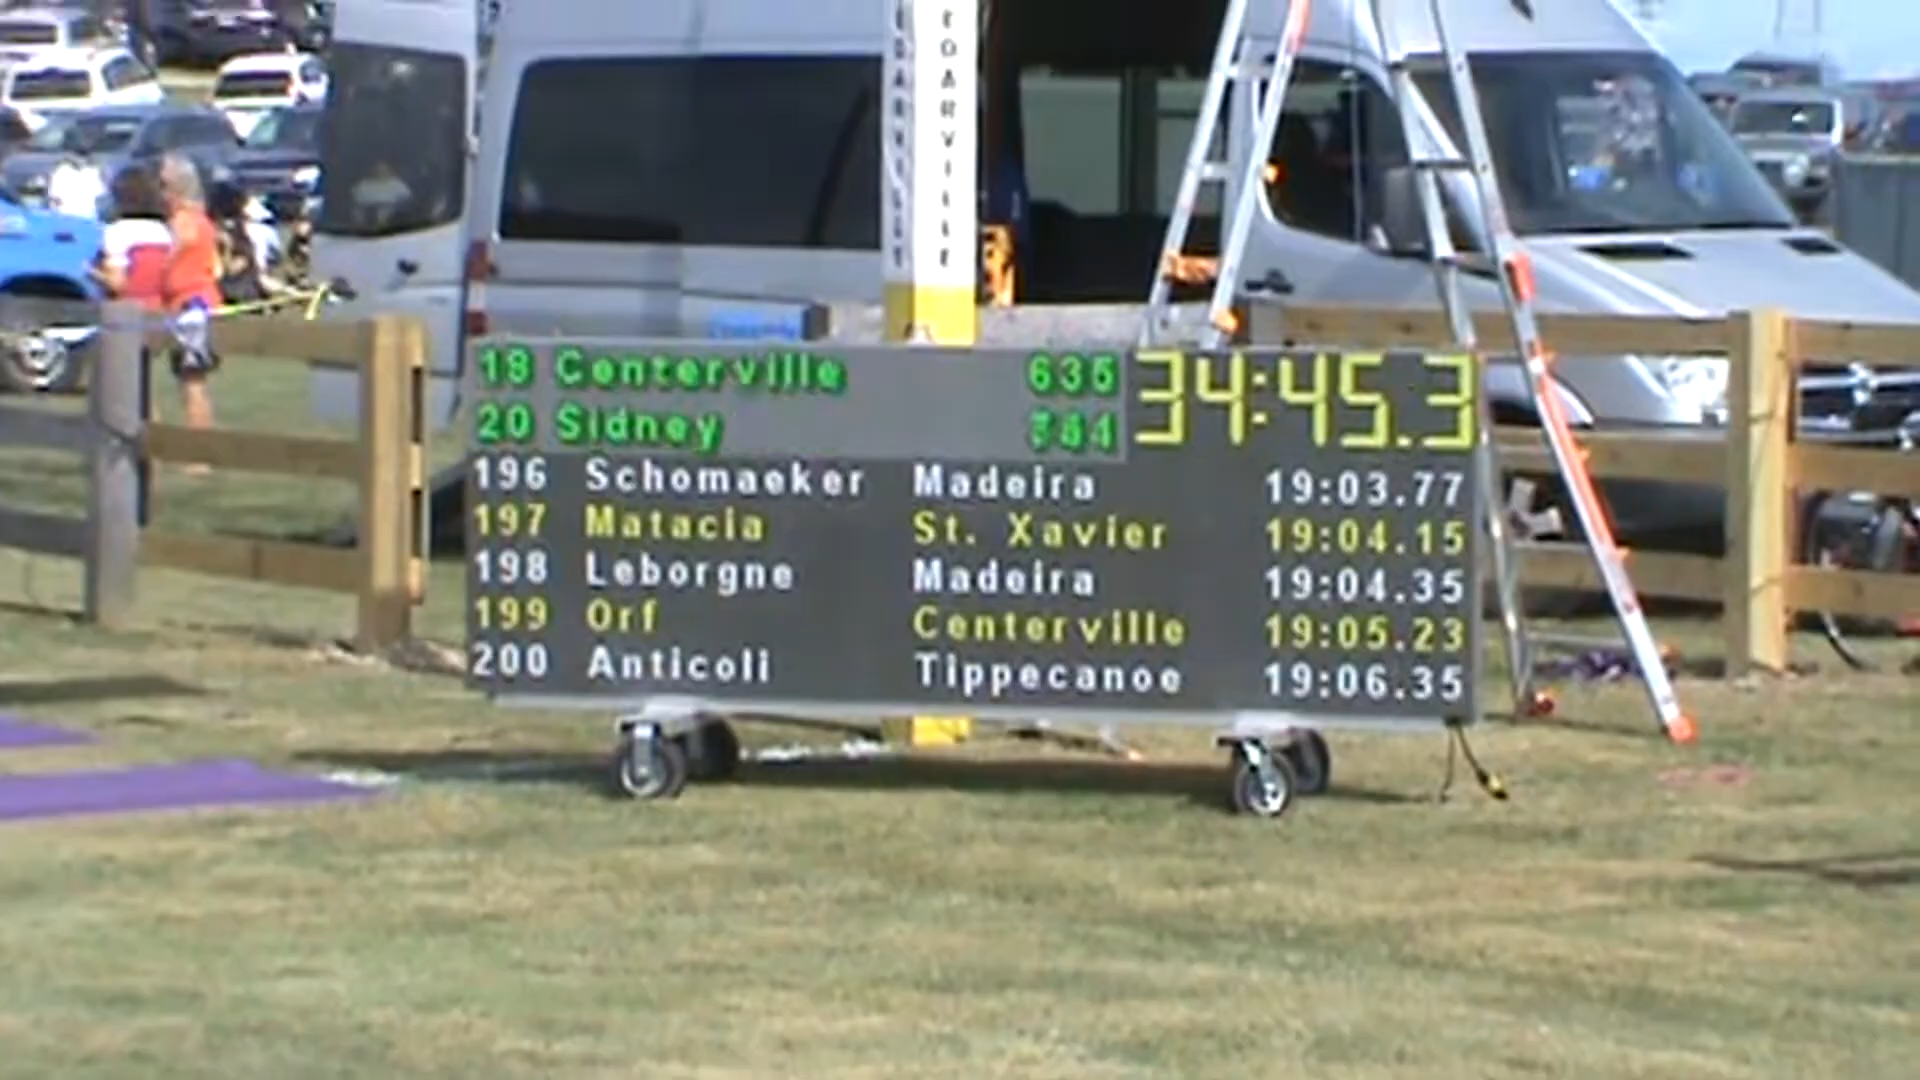 CEDARVILLE
18 Centerville 635
20 Sidney
34:45.3
196 Schomaeker Madeira 19:03.77
197 Matacia St. Xavier 19:04.15
198 Leborgne Madeira 19:04.35
199 Orf Centerville 19:05.23
200 Anticoli Tippecanoe 19:06.35